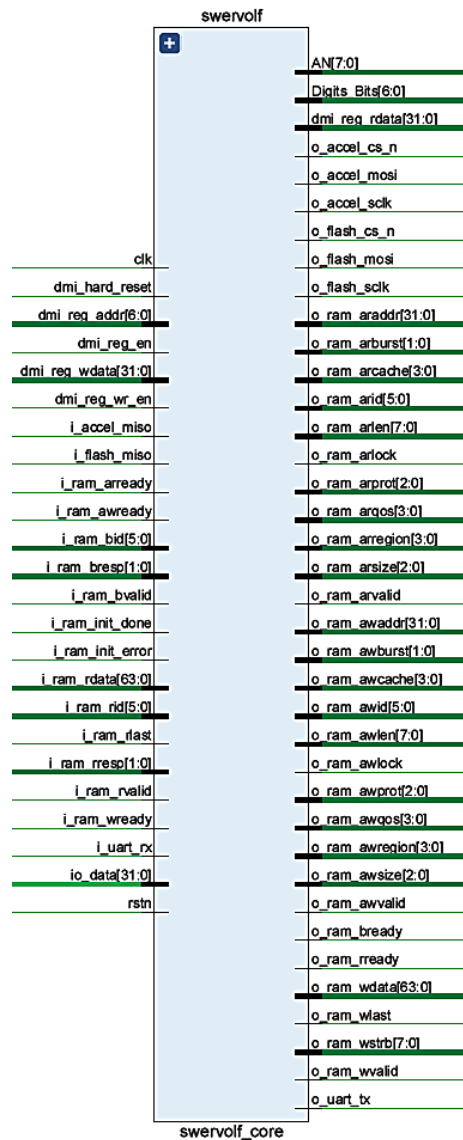 swervolf
AN[7:0]
Digits_Bits[6:0]
dmi_reg_rdata[31:0]
o_accel_cs_n
o_accel_mosi
o_accel_sclk
o_flash_cs_n
clk
o_flash_mosi
dmi_hard_reset
o_flash_sclk
dmi_reg_addr[6:0]
o_ram_araddr[31:0]
dmi_reg_en
o_ram_arburst[1:0]
dmi_reg_wdata[31:0]
o_ram_arcache[3:0]
dmi_reg_wr_en
o_ram_arid[5:0]
i_accel_miso
o_ram_arlen[7:0]
i_flash_miso
o_ram_arlock
i_ram_arready
o_ram_arprot[2:0]
i_ram_awready
o_ram_arqos[3:0]
i_ram_bid[5:0]
o_ram_arregion[3:0]
i_ram_bresp[1:0]
o_ram_arsize[2:0]
i_ram_bvalid
o_ram_arvalid
i_ram_init_done
o_ram_awaddr[31:0]
i_ram_init_error
o_ram_awburst[1:0]
i_ram_rdata[63:0]
o_ram_awcache[3:0]
i_ram_rid[5:0]
o_ram_awid[5:0]
i_ram_rlast
o_ram_awlen[7:0]
i_ram_rresp[1:0]
o_ram_awlock
i_ram_rvalid
o_ram_awprot[2:0]
i_ram_wready
o_ram_awqos[3:0]
i_uart_rx
o_ram_awregion[3:0]
io_data[31:0]
o_ram_awsize[2:0]
rstn
o_ram_awvalid
o_ram_bready
o_ram_rready
o_ram_wdata[63:0]
o_ram_wlast
o_ram_wstrb[7:0]
o_ram_wvalid
o_uart_tx
swervolf_core